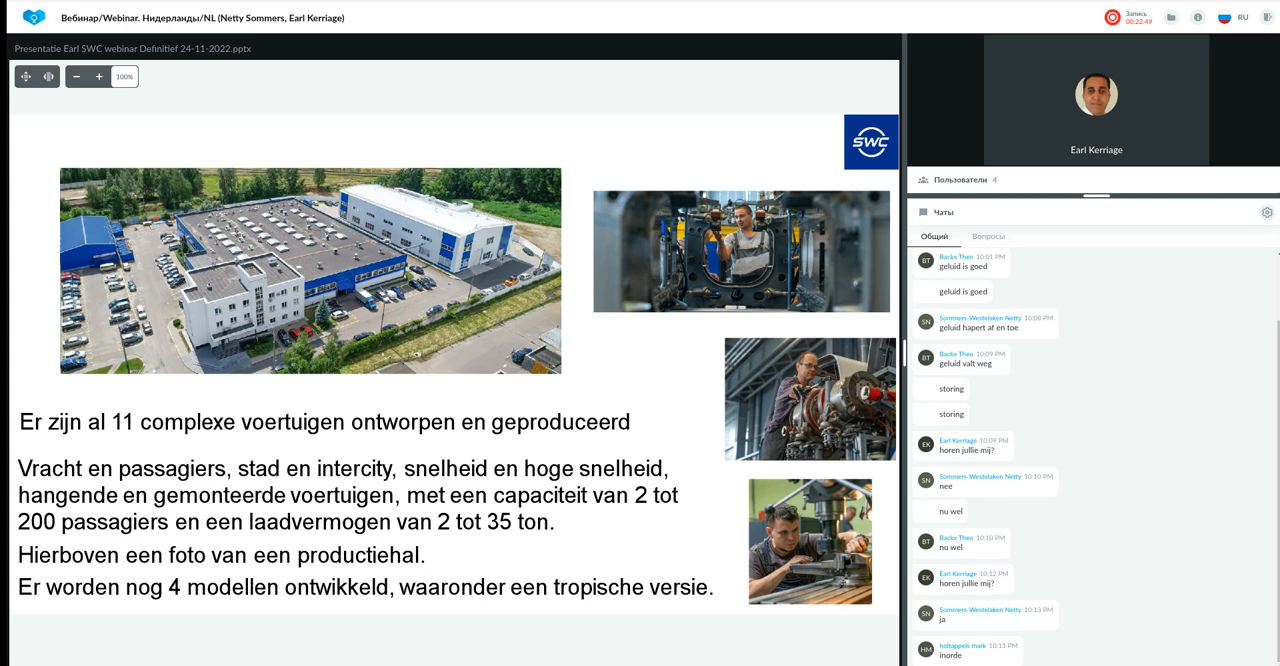 Вебинар/Webinar. Нидерланды/NL (Netty Sommers, Earl Kerriage)
Запись
00:22:49
RU
Presentatie Earl SWC webinar Definitief 24-11-2022.pptx
100%
SWC
Er zijn al 11 complexe voertuigen ontworpen en geproduceerd
Vracht en passagiers, stad en intercity, snelheid en hoge snelheid,
hangende en gemonteerde voertuigen, met een capaciteit van 2 tot
200 passagiers en een laadvermogen van 2 tot 35 ton.
Hierboven een foto van een productiehal.
Er worden nog 4 modellen ontwikkeld, waaronder een tropische versie.
Earl Kerriage
Пользователи 4
Чаты
Общий Вопросы
BT Backx Theo 10:01 PM
geluid is goed
geluid is goed
SN Sommers-Westelaken Netty 10:08 PM
geluid hapert af en toe
BT Backx Theo 10:09 PM
geluid valt weg
storing
storing
EK Earl Kerriage 10:09 PM
horen jullie mij?
SN Sommers-Westelaken Netty 10:10 PM
nee
nu wel
BT Backx Theo 10:10 PM
nu wel
EK Earl Kerriage 10:12 PM
horen jullie mij?
SN Sommers-Westelaken Netty 10:13 PM
ja
HM holtappels mark 10:13 PM
inorde